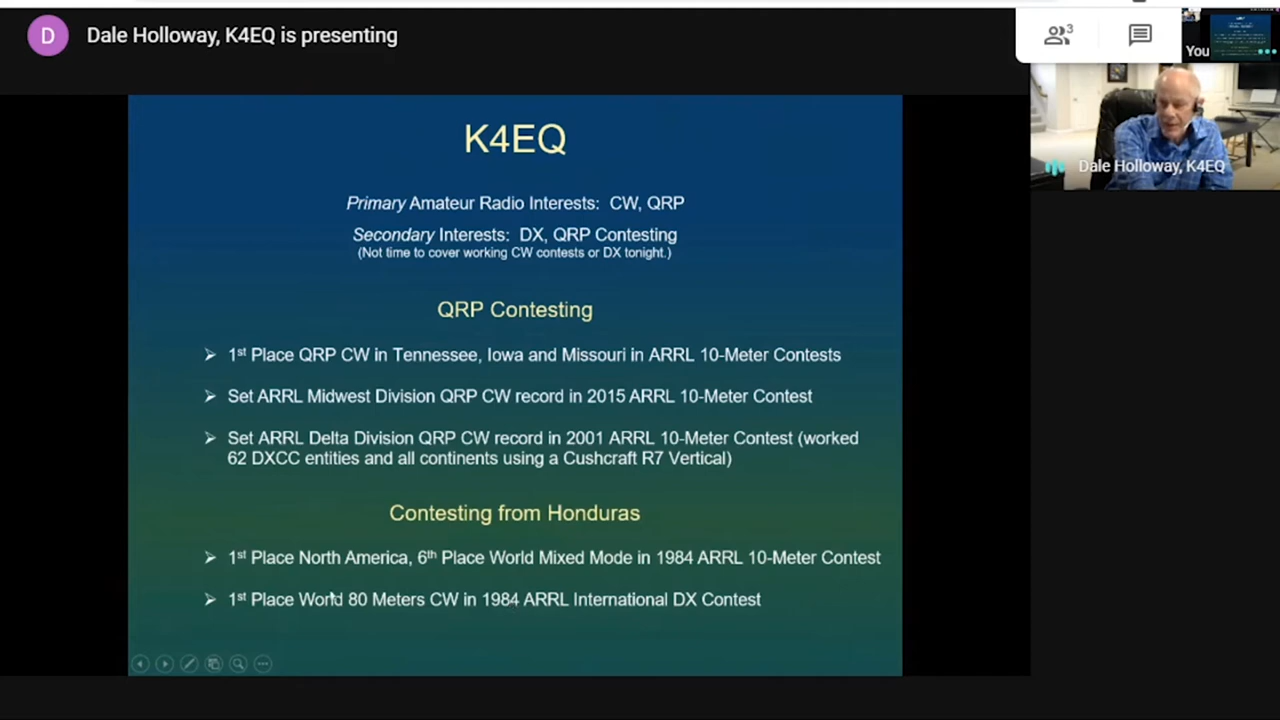 D
Dale Holloway, K4EQ is presenting
3
You
Dale Holloway, K4EQ
K4EQ
Primary Amateur Radio Interests: CW, QRP
Secondary Interests: DX, QRP Contesting
(Not time to cover working CW contests or DX tonight.)
QRP Contesting
➢ 1st Place QRP CW in Tennessee, Iowa and Missouri in ARRL 10-Meter Contests
➢ Set ARRL Midwest Division QRP CW record in 2015 ARRL 10-Meter Contest
➢ Set ARRL Delta Division QRP CW record in 2001 ARRL 10-Meter Contest (worked
62 DXCC entities and all continents using a Cushcraft R7 Vertical)
Contesting from Honduras
➢ 1st Place North America, 6th Place World Mixed Mode in 1984 ARRL 10-Meter Contest
➢ 1st Place World 80 Meters CW in 1984 ARRL International DX Contest